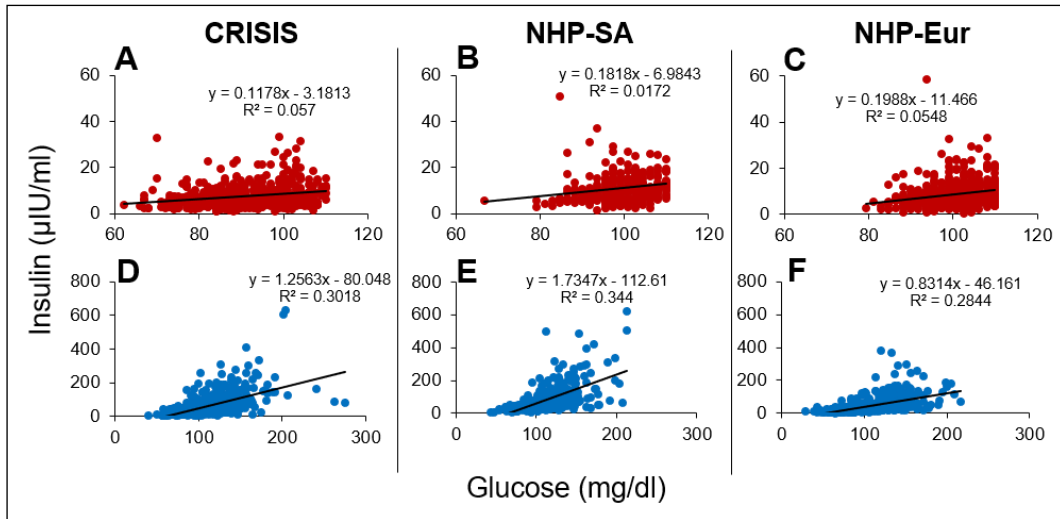 CRISIS NHP-SA NHP-Eur
A
y = 0.1178x - 3.1813
R² = 0.057
60
40
20
0
60 80 100 120
B
y = 0.1818x - 6.9843
R² = 0.0172
60
40
20
0
60 80 100 120
C
y = 0.1988x - 11.466
R² = 0.0548
60
40
20
0
60 80 100 120
Insulin (µIU/ml)
D
y = 1.2563x - 80.048
R² = 0.3018
800
600
400
200
0
0 100 200 300
E
y = 1.7347x - 112.61
R² = 0.344
800
600
400
200
0
0 100 200 300
F
y = 0.8314x - 46.161
R² = 0.2844
800
600
400
200
0
0 100 200 300
Glucose (mg/dl)